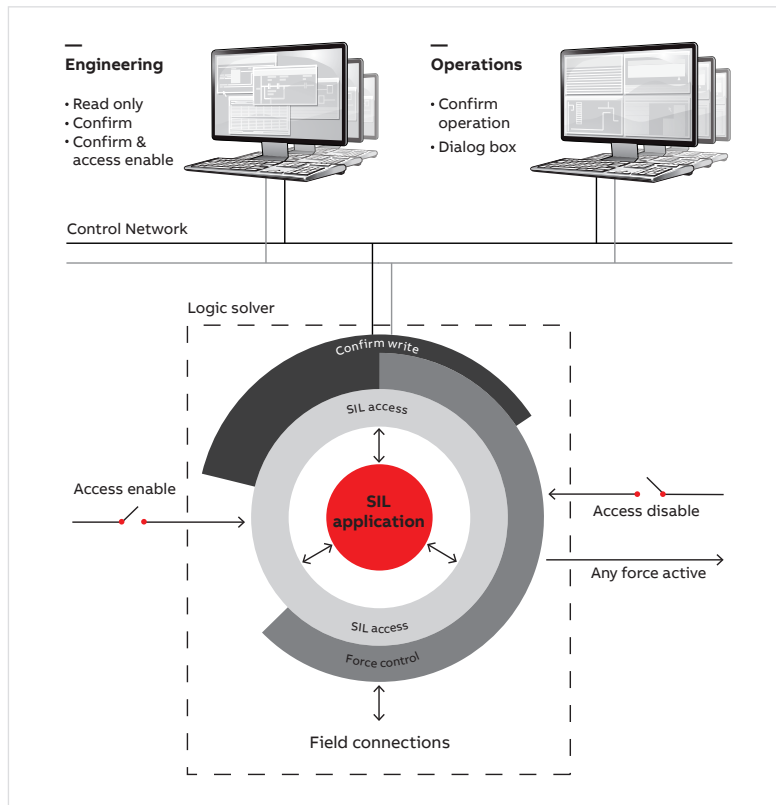 Engineering
• Read only
• Confirm
• Confirm &
access enable
Operations
• Confirm
operation
• Dialog box
Control Network
Logic solver
Confirm write
SIL access
Access enable
SIL
application
Access disable
Any force active
SIL access
Force control
Field connections